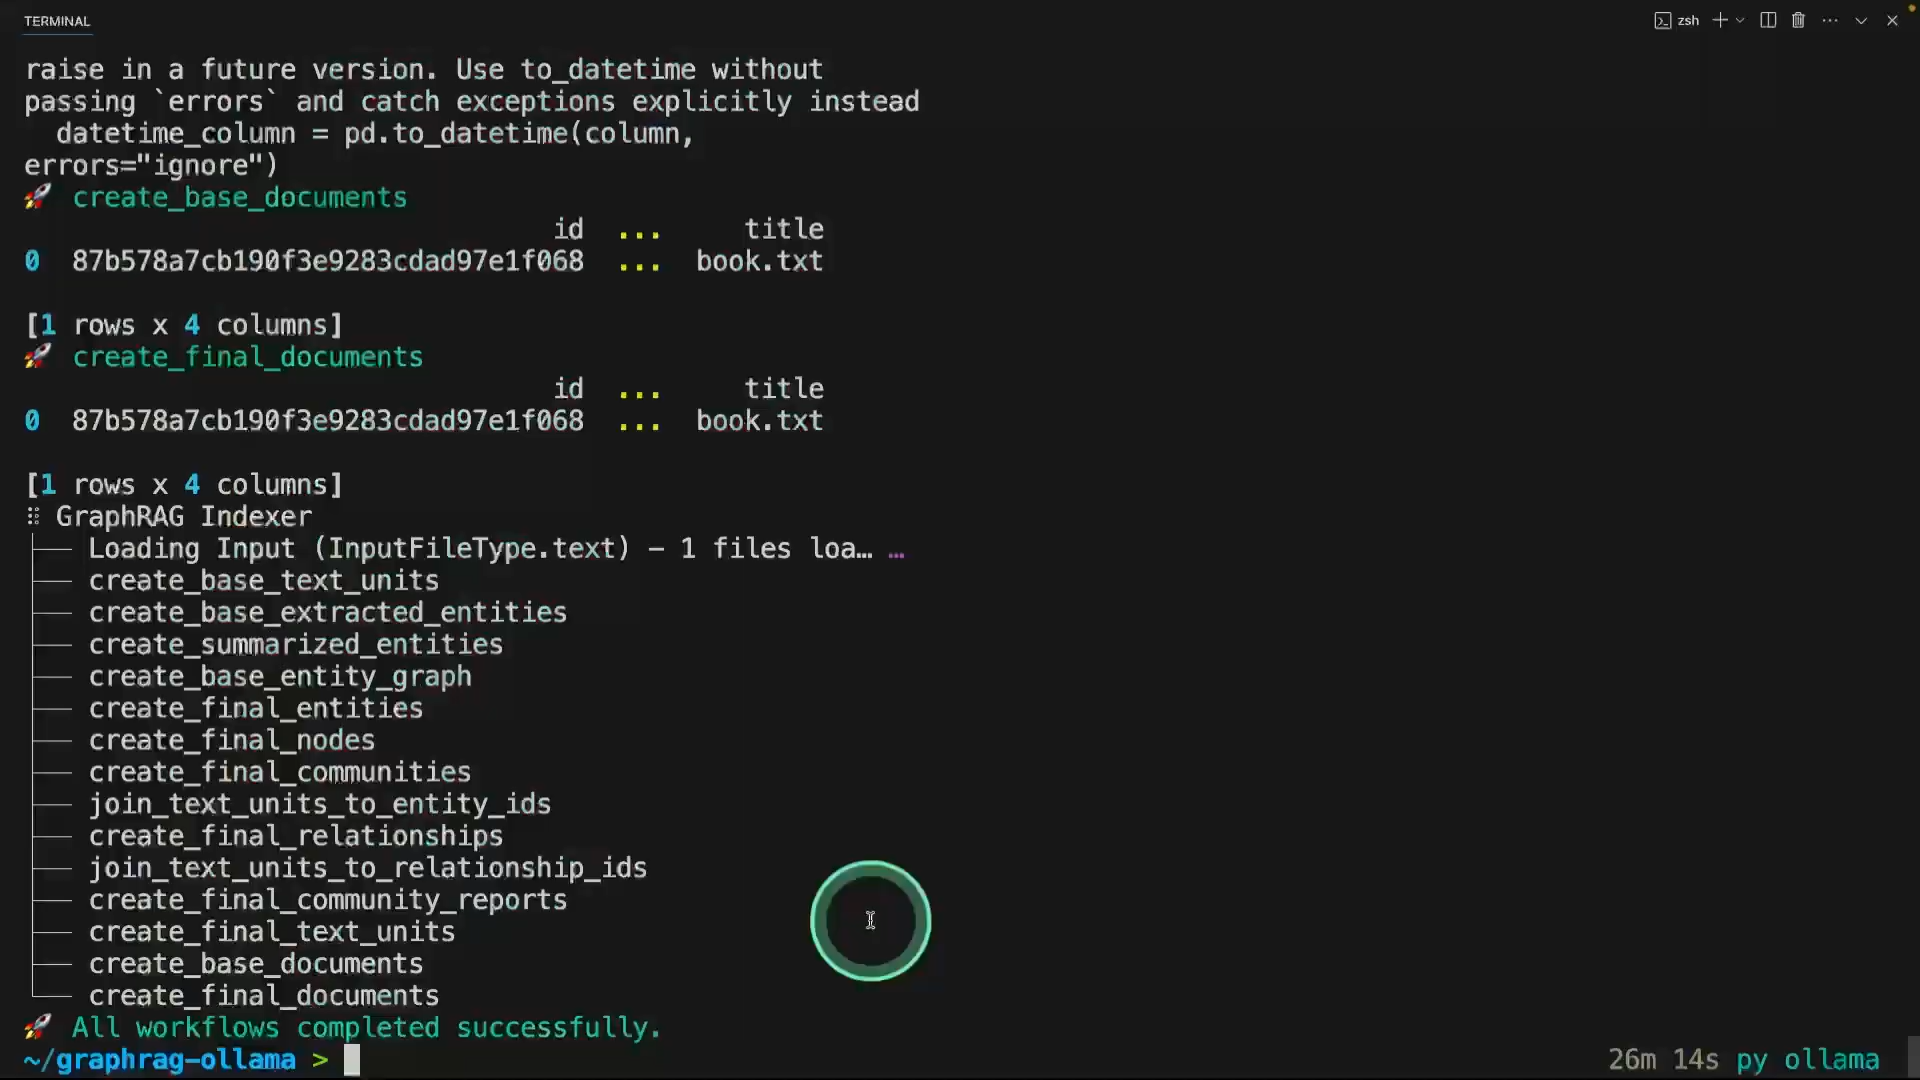 TERMINAL
zsh
raise in a future version. Use to_datetime without
passing `errors` and catch exceptions explicitly instead
datetime_column = pd.to_datetime(column,
errors="ignore")
🚀 create_base_documents
id ... title
0 87b578a7cb190f3e9283cdad97e1f068 ... book.txt
[1 rows x 4 columns]
🚀 create_final_documents
id ... title
0 87b578a7cb190f3e9283cdad97e1f068 ... book.txt
[1 rows x 4 columns]
⠿ GraphRAG Indexer
├── Loading Input (InputFileType.text) - 1 files loa… …
├── create_base_text_units
├── create_base_extracted_entities
├── create_summarized_entities
├── create_base_entity_graph
├── create_final_entities
├── create_final_nodes
├── create_final_communities
├── join_text_units_to_entity_ids
├── create_final_relationships
├── join_text_units_to_relationship_ids
├── create_final_community_reports
├── create_final_text_units
├── create_base_documents
└── create_final_documents
🚀 All workflows completed successfully.
~/graphrag-ollama > 26m 14s py ollama